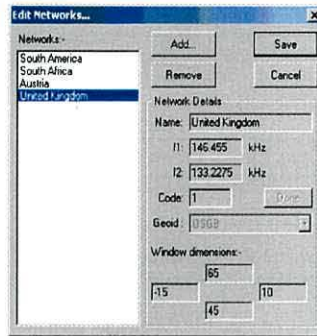 Edit Networks...
Networks:-
South America
South Africa
Austria
United Kingdom
Add...
Save
Remove
Cancel
Network Details
Name: United Kingdom
f1: 146.455 kHz
f2: 133.2275 kHz
Code: 1
Done
Geoid: OSGB
Window dimensions:-
65
-15
10
45